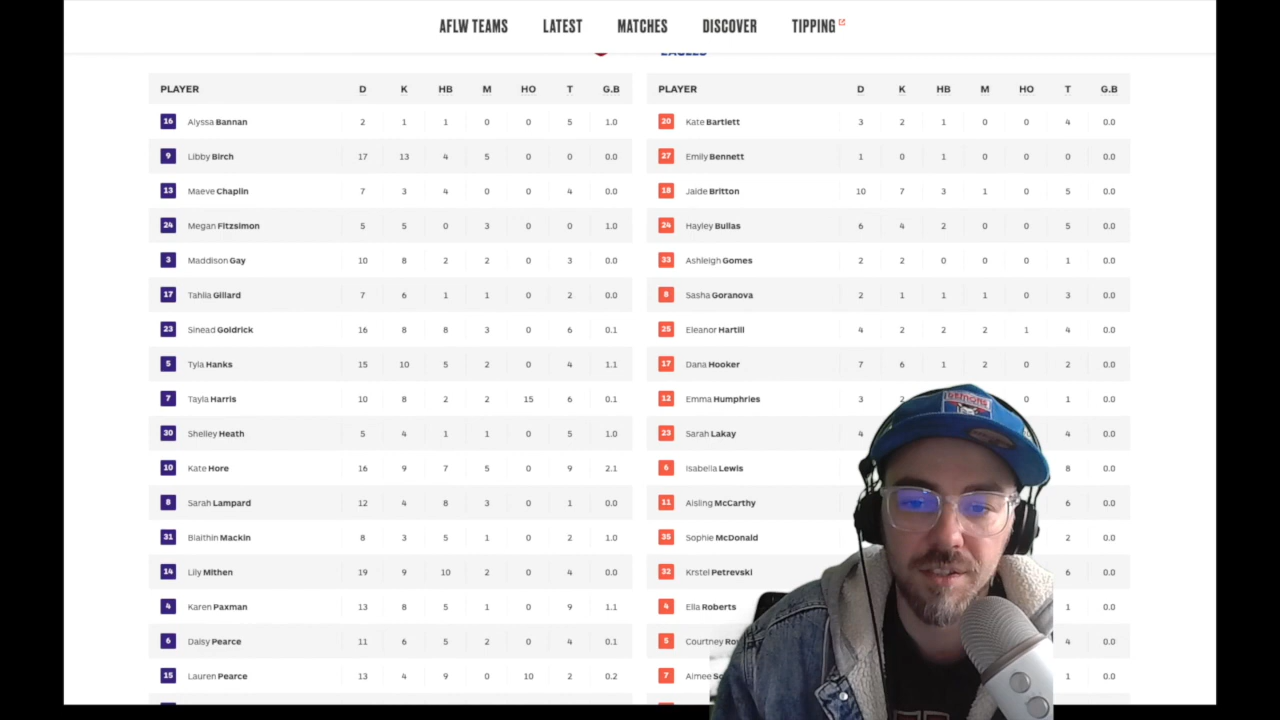 AFLW TEAMS LATEST MATCHES DISCOVER TIPPING
EAGLES
PLAYER D K HB M HO T G.B
16 Alyssa Bannan 2 1 1 0 0 5 1.0
9 Libby Birch 17 13 4 5 0 0 0.0
13 Maeve Chaplin 7 3 4 0 0 4 0.0
24 Megan Fitzsimon 5 5 0 3 0 0 1.0
3 Maddison Gay 10 8 2 2 0 3 0.0
17 Tahlia Gillard 7 6 1 1 0 2 0.0
23 Sinead Goldrick 16 8 8 3 0 6 0.1
5 Tyla Hanks 15 10 5 2 0 4 1.1
7 Tayla Harris 10 8 2 2 15 6 0.1
30 Shelley Heath 5 4 1 1 0 5 1.0
10 Kate Hore 16 9 7 5 0 9 2.1
8 Sarah Lampard 12 4 8 3 0 1 0.0
31 Blaithin Mackin 8 3 5 1 0 2 1.0
14 Lily Mithen 19 9 10 2 0 4 0.0
4 Karen Paxman 13 8 5 1 0 9 1.1
6 Daisy Pearce 11 6 5 2 0 4 0.1
15 Lauren Pearce 13 4 9 0 10 2 0.2
PLAYER D K HB M HO T G.B
20 Kate Bartlett 3 2 1 0 0 4 0.0
27 Emily Bennett 1 0 1 0 0 0 0.0
18 Jaide Britton 10 7 3 1 0 5 0.0
24 Hayley Bullas 6 4 2 0 0 5 0.0
33 Ashleigh Gomes 2 2 0 0 0 1 0.0
8 Sasha Goranova 2 1 1 1 0 3 0.0
25 Eleanor Hartill 4 2 2 2 1 4 0.0
17 Dana Hooker 7 6 1 2 0 2 0.0
12 Emma Humphries 3 2 0 1 0.0
23 Sarah Lakay 4 4 0.0
6 Isabella Lewis 8 0.0
11 Aisling McCarthy 6 0.0
35 Sophie McDonald 2 0.0
32 Krstel Petrevski 6 0.0
4 Ella Roberts 1 0.0
5 Courtney 4 0.0
7 Aimee 1 0.0
DEMONS